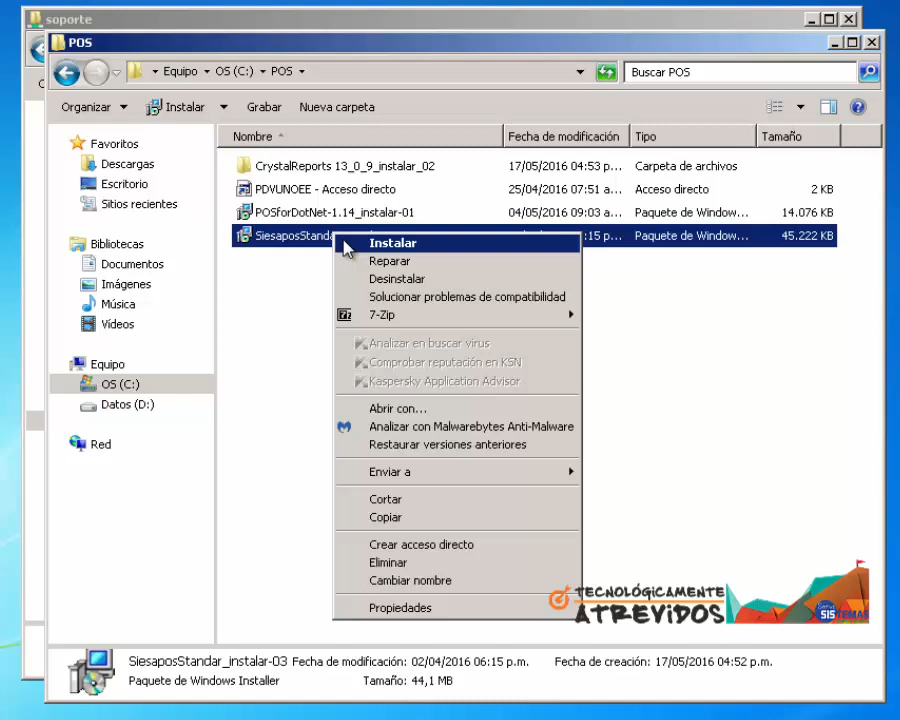 soporte
POS
Equipo OS (C:) POS
Buscar POS
Organizar Instalar Grabar Nueva carpeta
Nombre Fecha de modificación Tipo Tamaño
Favoritos
Descargas
Escritorio
Sitios recientes
Bibliotecas
Documentos
Imágenes
Música
Vídeos
Equipo
OS (C:)
Datos (D:)
Red
CrystalReports 13_0_9_instalar_02 17/05/2016 04:53 p... Carpeta de archivos
PDVUNOEE - Acceso directo 25/04/2016 07:51 a... Acceso directo 2 KB
POSforDotNet-1.14_instalar-01 04/05/2016 09:03 a... Paquete de Window... 14.076 KB
SiesaposStanda :15 p... Paquete de Window... 45.222 KB
Instalar
Reparar
Desinstalar
Solucionar problemas de compatibilidad
7-Zip
Analizar en buscar virus
Comprobar reputación en KSN
Kaspersky Application Advisor
Abrir con...
Analizar con Malwarebytes Anti-Malware
Restaurar versiones anteriores
Enviar a
Cortar
Copiar
Crear acceso directo
Eliminar
Cambiar nombre
Propiedades
TECNOLÓGICAMENTE
ATREVIDOS
SISTEMAS
SiesaposStandar_instalar-03 Fecha de modificación: 02/04/2016 06:15 p.m. Fecha de creación: 17/05/2016 04:52 p.m.
Paquete de Windows Installer Tamaño: 44,1 MB